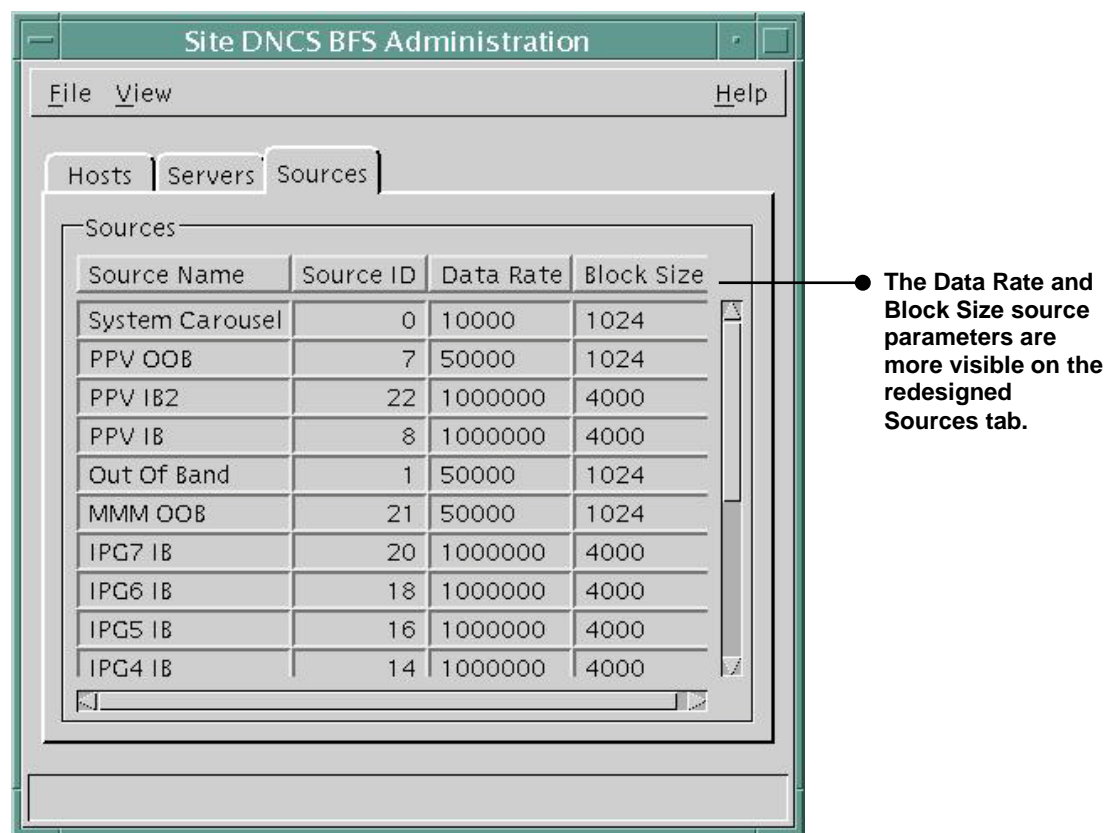 Site DNCS BFS Administration
File View Help
Hosts Servers Sources
Sources
Source Name Source ID Data Rate Block Size
System Carousel 0 10000 1024
PPV OOB 7 50000 1024
PPV IB2 22 1000000 4000
PPV IB 8 1000000 4000
Out Of Band 1 50000 1024
MMM OOB 21 50000 1024
IPG7 IB 20 1000000 4000
IPG6 IB 18 1000000 4000
IPG5 IB 16 1000000 4000
IPG4 IB 14 1000000 4000
The Data Rate and
Block Size source
parameters are
more visible on the
redesigned
Sources tab.